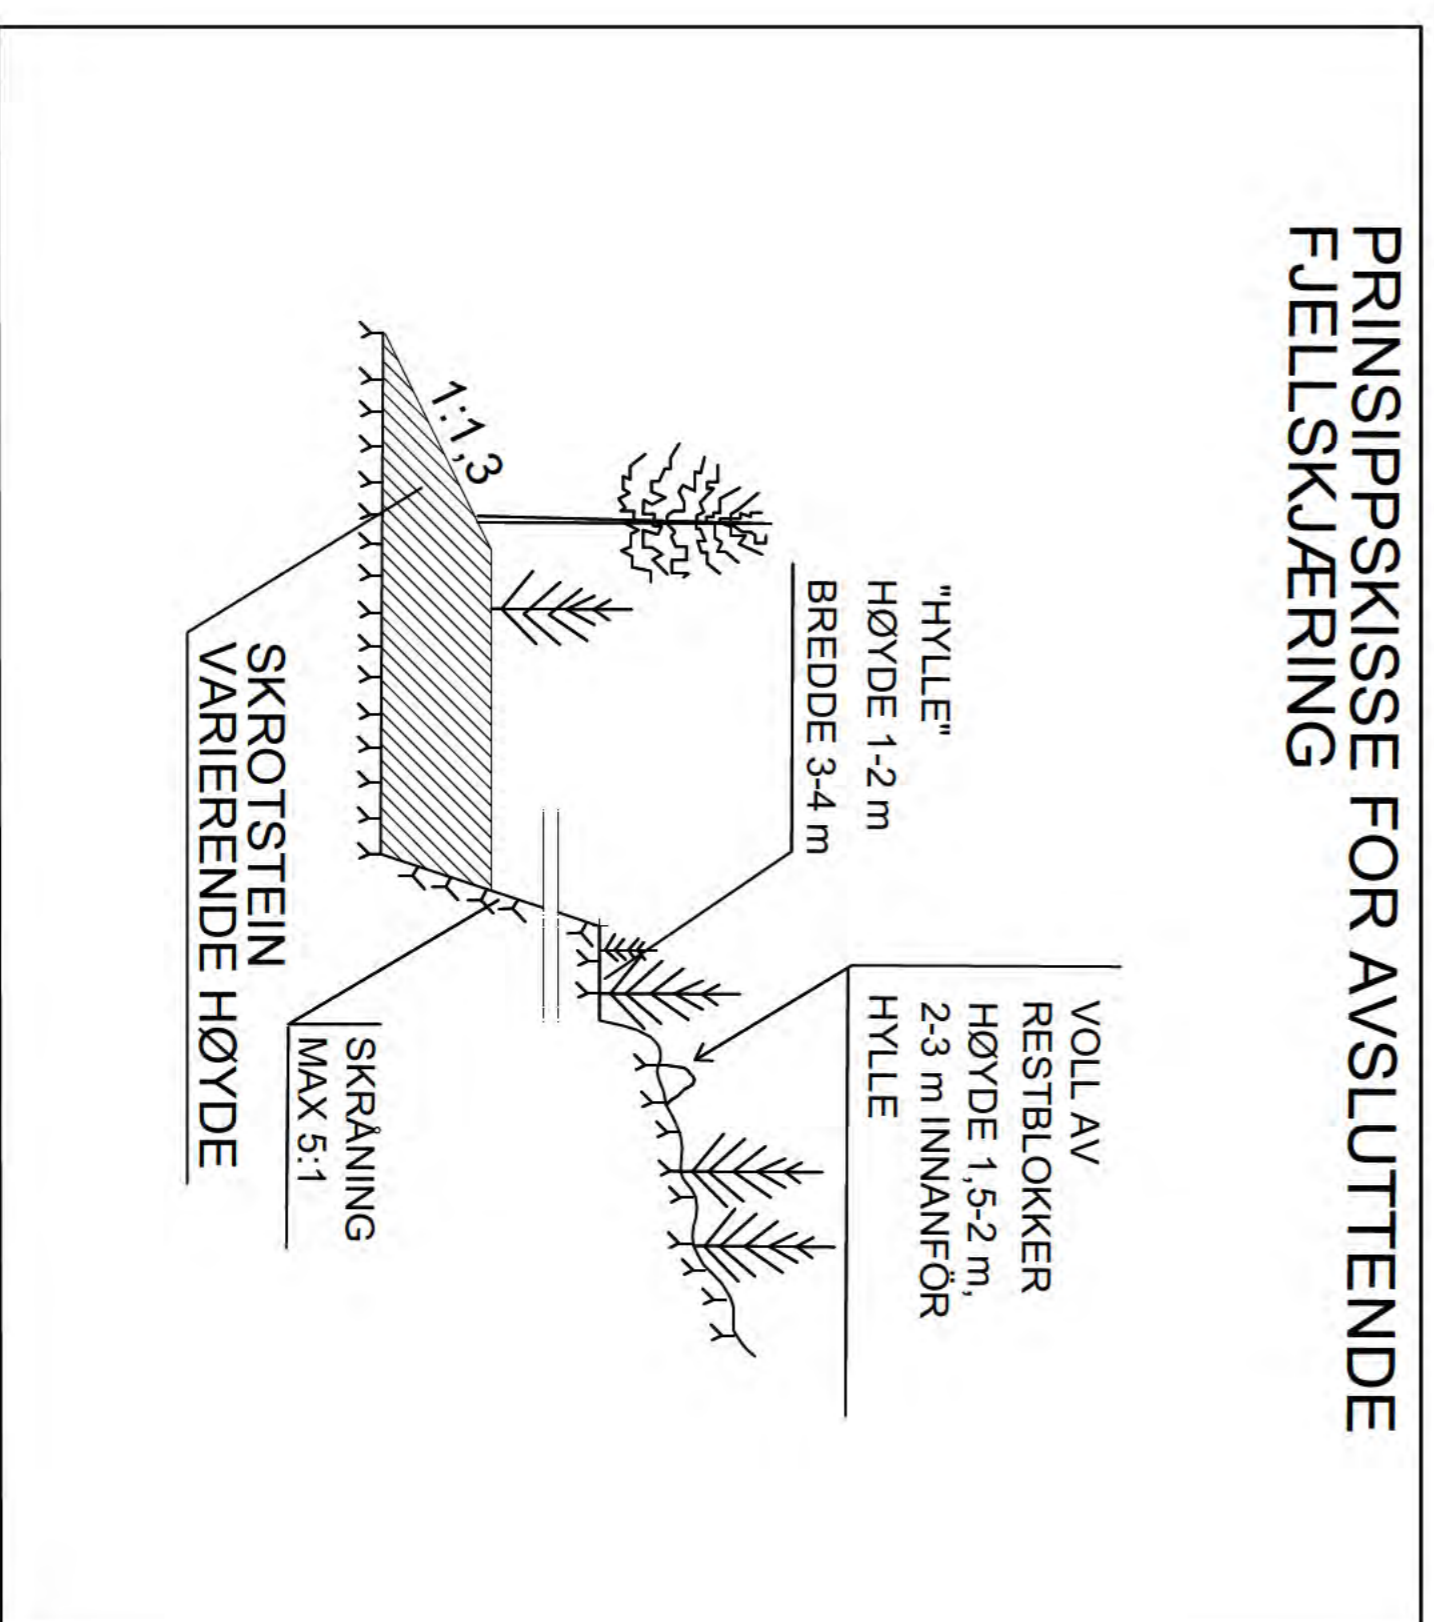 PRINSIPPSKISSE FOR AVSLUTTENDE
FJELLSKJÆRING
VOLL AV
RESTBLOKKER
HØYDE 1,5-2 m,
2-3 m INNANFÖR
HYLLE
"HYLLE"
HØYDE 1-2 m
BREDDE 3-4 m
1:1,3
SKRÅNING
MAX 5:1
SKROTSTEIN
VARIERENDE HØYDE